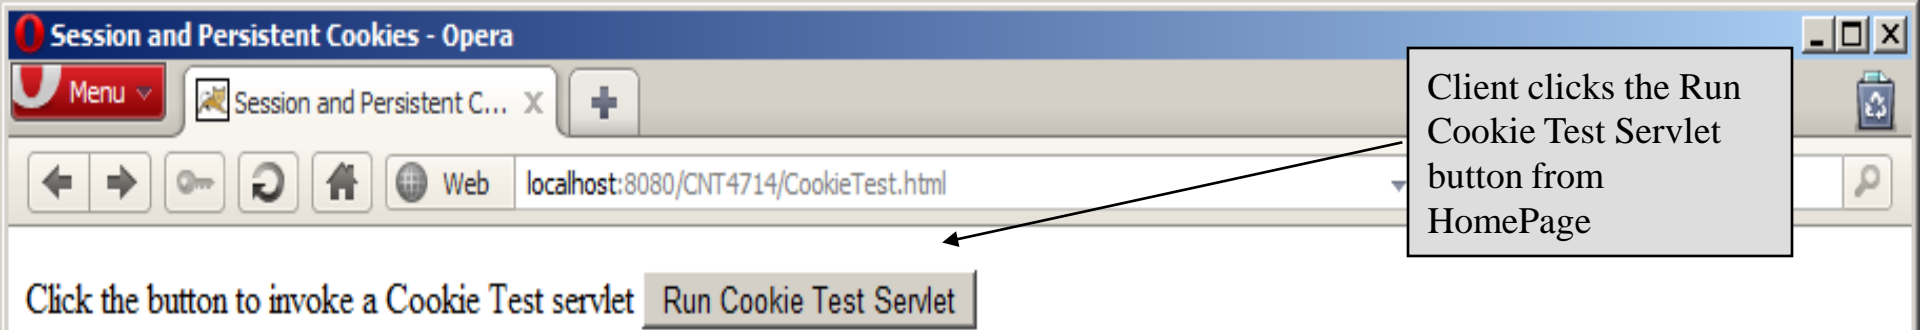 Session and Persistent Cookies - Opera
Menu
Session and Persistent C...
Web
localhost:8080/CNT4714/CookieTest.html
Client clicks the Run
Cookie Test Servlet
button from
HomePage
Click the button to invoke a Cookie Test servlet
Run Cookie Test Servlet